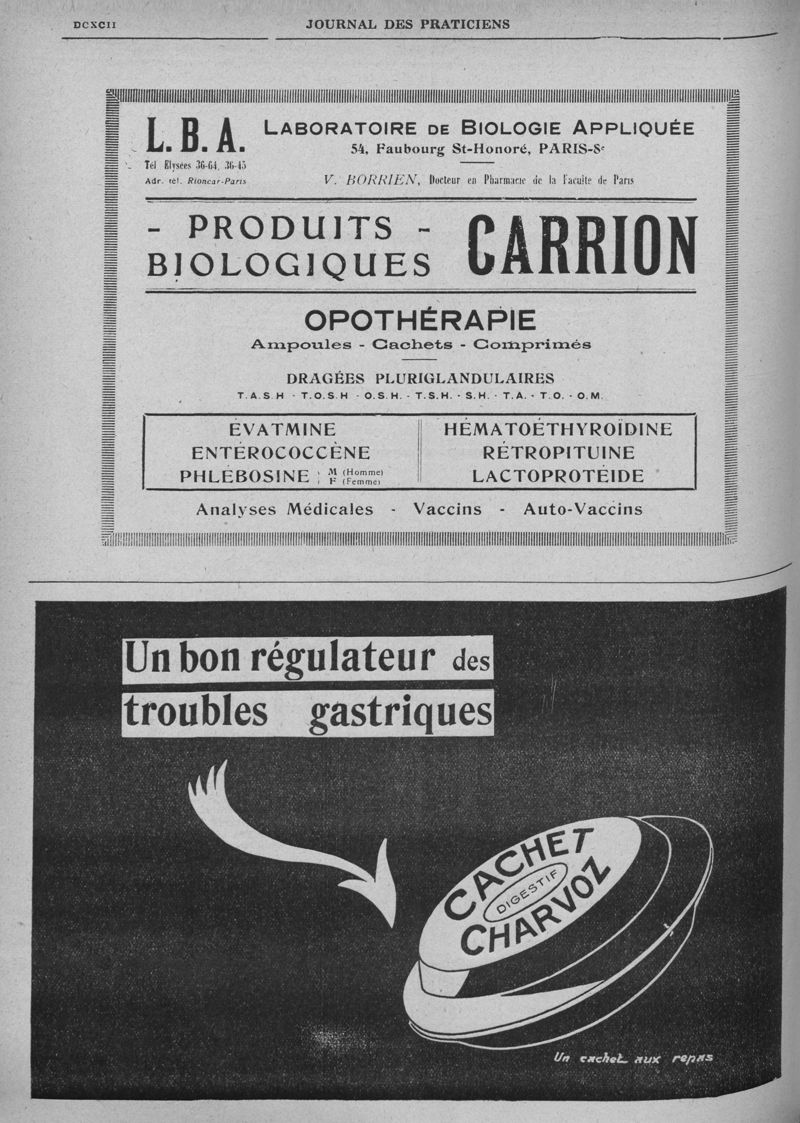 DCXCII
JOURNAL DES PRATICIENS
L. B. A.
Tél Elysées 36-64, 36-45
Adr. tél. Rioncar-Paris
LABORATOIRE DE BIOLOGIE APPLIQUÉE
54, Faubourg St-Honoré, PARIS-8e
V. BORRIEN, Docteur en Pharmacie de la Faculte de Paris
- PRODUITS -
BIOLOGIQUES
CARRION
OPOTHÉRAPIE
Ampoules - Cachets - Comprimés
DRAGÉES PLURIGLANDULAIRES
T.A.S.H - T.O.S.H - O.S.H. - T.S.H. - S.H. - T.A. - T.O. - O.M.
ÉVATMINE
ENTÉROCOCCÈNE
PHLÉBOSINE M (Homme)
F (Femme)
HÉMATOÉTHYROÏDINE
RÉTROPITUINE
LACTOPROTÉIDE
Analyses Médicales - Vaccins - Auto-Vaccins
Un bon régulateur des
troubles gastriques
CACHET
DIGESTIF
CHARVOZ
Un cachet aux repas